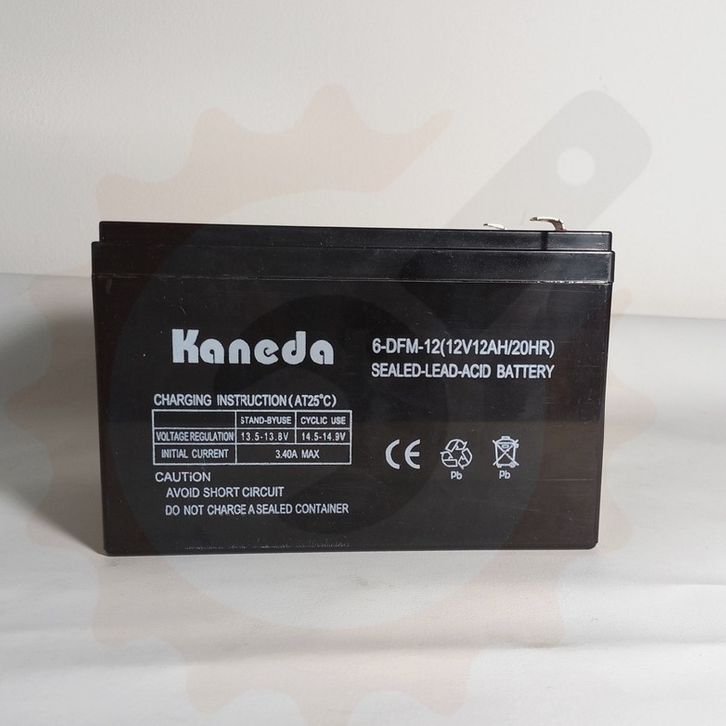 Kaneda
6-DFM-12(12V12AH/20HR)
SEALED-LEAD-ACID BATTERY
CHARGING INSTRUCTION(AT25°C)
STAND-BYUSE CYCLIC USE
VOLTAGE REGULATION 13.5-13.8V 14.5-14.9V
INITIAL CURRENT 3.40A MAX
CAUTION
AVOID SHORT CIRCUIT
DO NOT CHARGE A SEALED CONTAINER
CE
Pb Pb